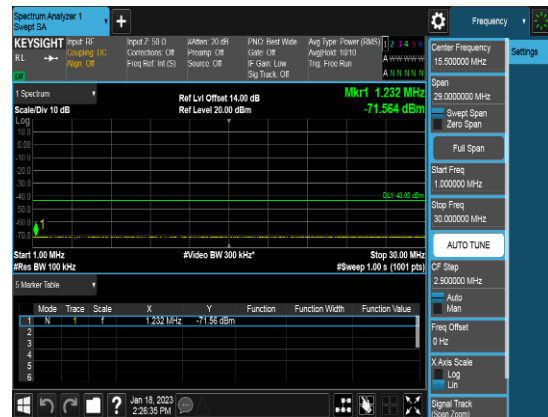 Spectrum Analyzer 1
Swept SA
+
Frequency
KEYSIGHT
RL
Input: RF
Coupling: DC
Align: Off
Input Z: 50 Ω
Corrections: Off
Freq Ref: Int (S)
#Atten: 20 dB
Preamp: Off
Source: Off
PNO: Best Wide
Gate: Off
IF Gain: Low
Sig Track: Off
Avg Type: Power (RMS)
Avg|Hold: 10/10
Trig: Free Run
1 2 3 4 5 6
A W W W W W
A N N N N N
1 Spectrum
Scale/Div 10 dB
Ref Lvl Offset 14.00 dB
Ref Level 20.00 dBm
Mkr1 1.232 MHz
-71.564 dBm
Log
10.0
0.00
-10.0
-20.0
-30.0
-40.0
-50.0
-60.0
-70.0
1
Start 1.00 MHz
#Res BW 100 kHz
#Video BW 300 kHz*
Stop 30.00 MHz
#Sweep 1.00 s (1001 pts)
5 Marker Table
Mode Trace Scale X Y Function Function Width Function Value
1 N 1 f 1.232 MHz -71.56 dBm
2
3
4
5
6
Jan 18, 2023
2:26:35 PM
Center Frequency
15.500000 MHz
Settings
Span
29.0000000 MHz
Swept Span
Zero Span
Full Span
Start Freq
1.000000 MHz
Stop Freq
30.000000 MHz
AUTO TUNE
CF Step
2.900000 MHz
Auto
Man
Freq Offset
0 Hz
X Axis Scale
Log
Lin
Signal Track
(Span Zoom)